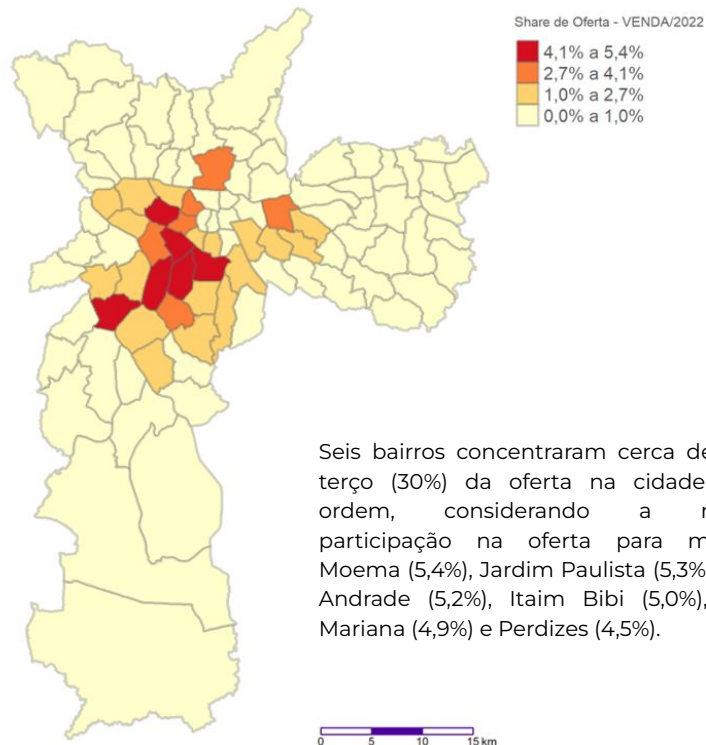 Share de Oferta - VENDA/2022
4,1% a 5,4%
2,7% a 4,1%
1,0% a 2,7%
0,0% a 1,0%
Seis bairros concentraram cerca de
terço (30%) da oferta na cidade
ordem, considerando a
participação na oferta para
Moema (5,4%), Jardim Paulista (5,3%
Andrade (5,2%), Itaim Bibi (5,0%),
Mariana (4,9%) e Perdizes (4,5%).
0 5 10 15 km